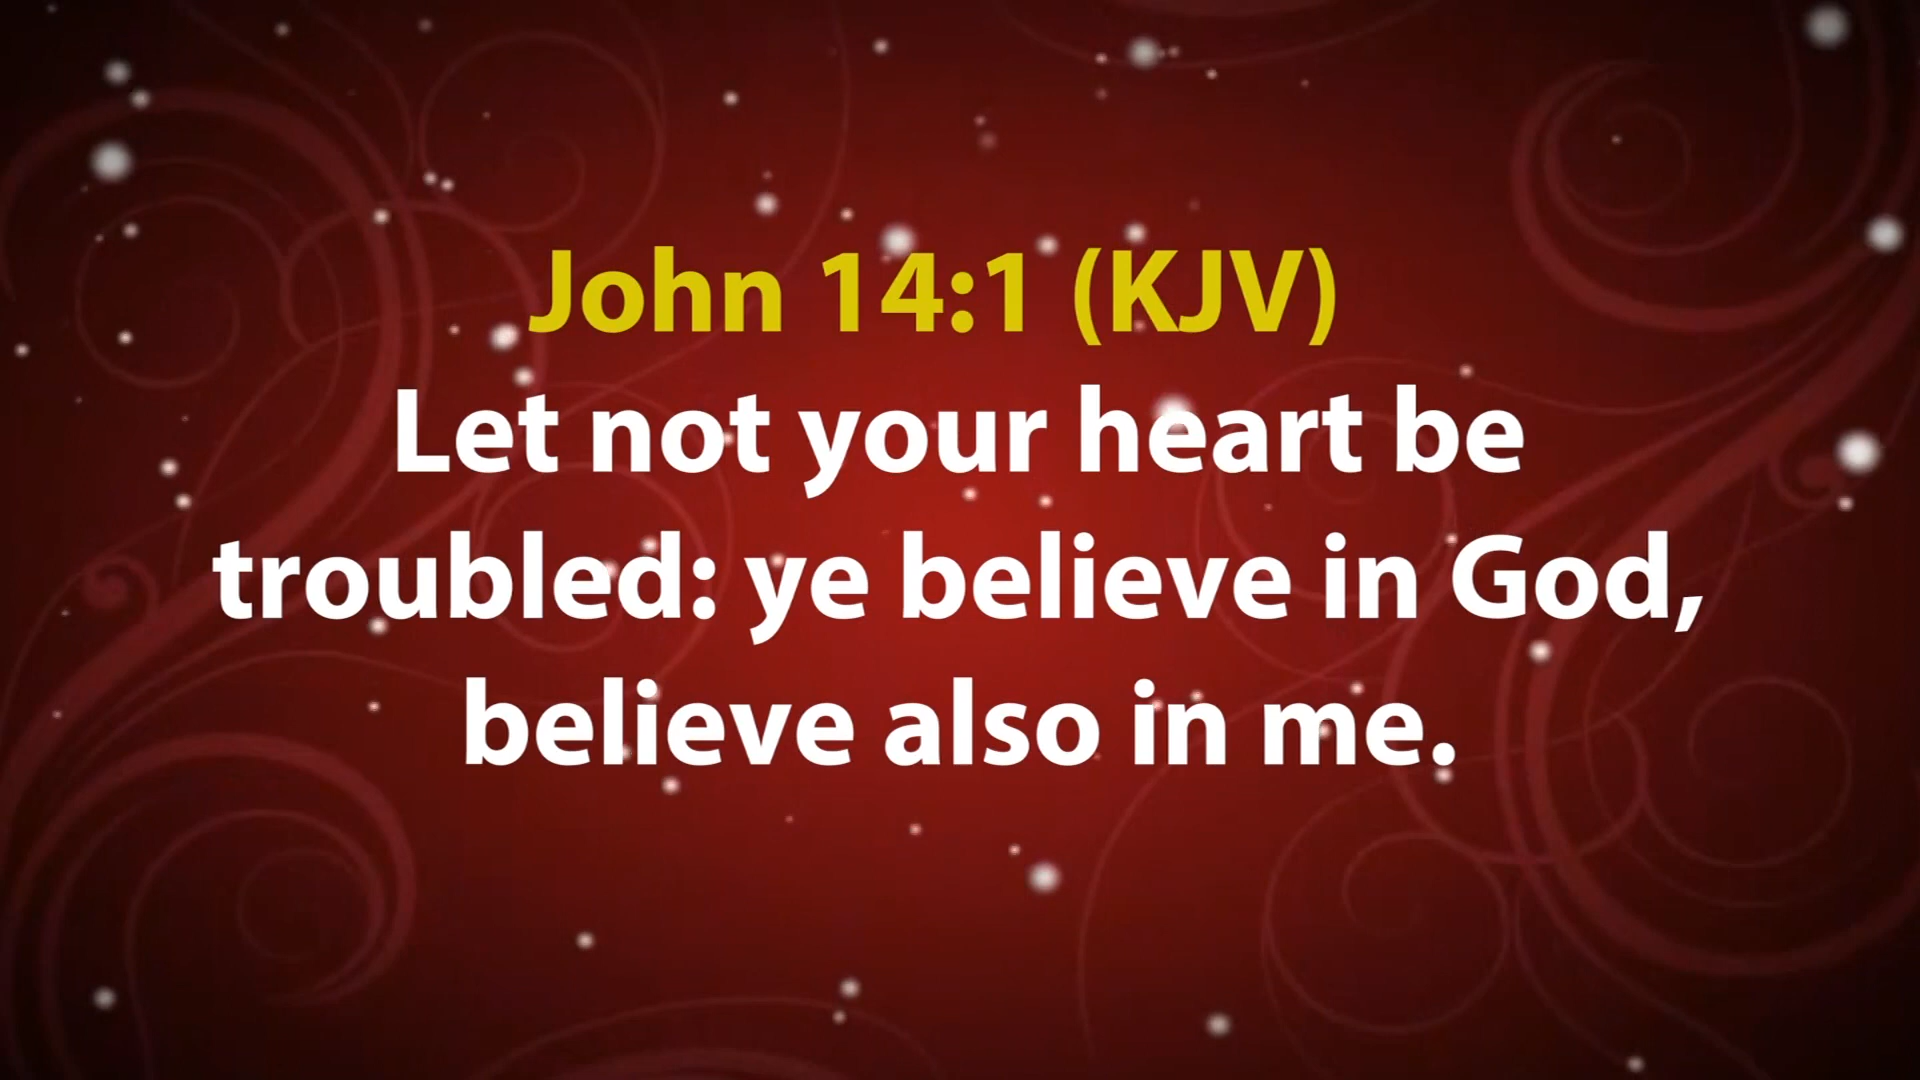 John 14:1 (KJV)
Let not your heart be
troubled: ye believe in God,
believe also in me.